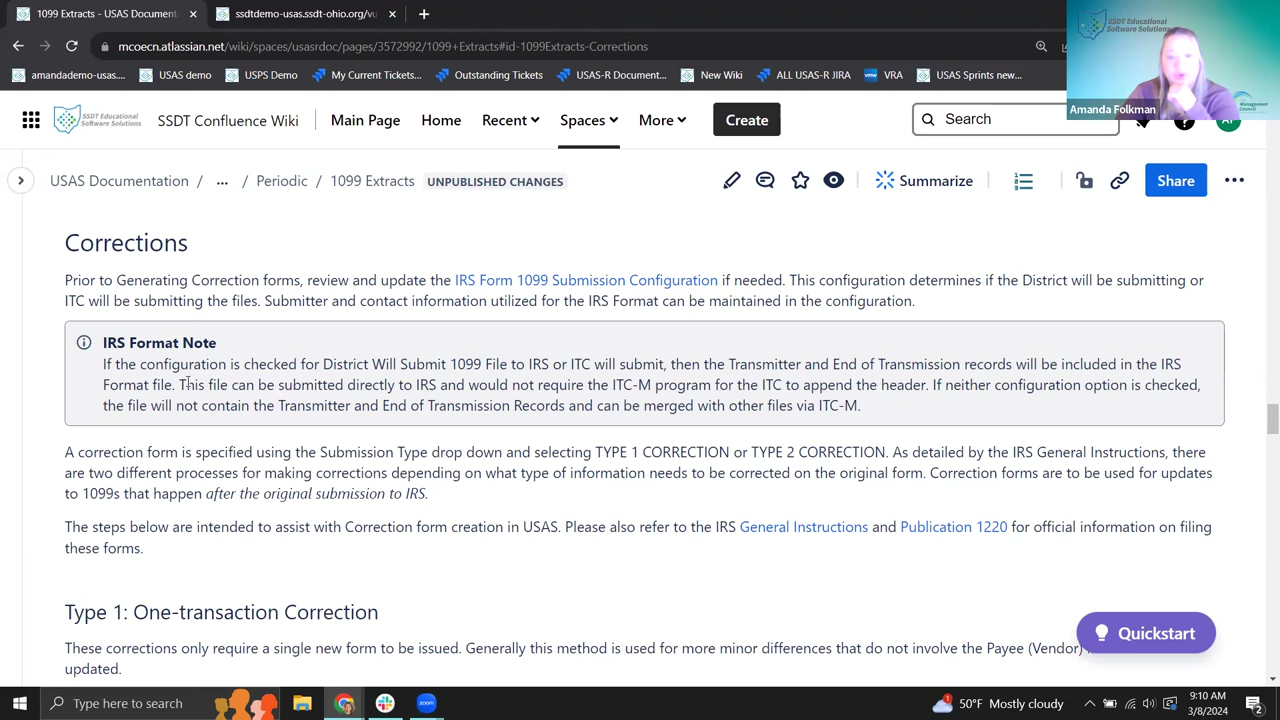 1099 Extracts - USAS Document
ssdtdemo-usas.ssdt-ohio.org/vu
mcoecn.atlassian.net/wiki/spaces/usasrdoc/pages/3572992/1099+Extracts#id-1099Extracts-Corrections
SSDT Educational
Software Solutions
Amanda Folkman
Management
Council
amandademo-usas...
USAS demo
USPS Demo
My Current Tickets...
Outstanding Tickets
USAS-R Document...
New Wiki
ALL USAS-R JIRA
VRA
USAS Sprints new...
SSDT Educational
Software Solutions
SSDT Confluence Wiki
Main Page
Home
Recent
Spaces
More
Create
Search
?
AF
USAS Documentation / ... / Periodic / 1099 Extracts UNPUBLISHED CHANGES
Summarize
Share
Corrections
Prior to Generating Correction forms, review and update the IRS Form 1099 Submission Configuration if needed. This configuration determines if the District will be submitting or
ITC will be submitting the files. Submitter and contact information utilized for the IRS Format can be maintained in the configuration.
IRS Format Note
If the configuration is checked for District Will Submit 1099 File to IRS or ITC will submit, then the Transmitter and End of Transmission records will be included in the IRS
Format file. This file can be submitted directly to IRS and would not require the ITC-M program for the ITC to append the header. If neither configuration option is checked,
the file will not contain the Transmitter and End of Transmission Records and can be merged with other files via ITC-M.
A correction form is specified using the Submission Type drop down and selecting TYPE 1 CORRECTION or TYPE 2 CORRECTION. As detailed by the IRS General Instructions, there
are two different processes for making corrections depending on what type of information needs to be corrected on the original form. Correction forms are to be used for updates
to 1099s that happen after the original submission to IRS.
The steps below are intended to assist with Correction form creation in USAS. Please also refer to the IRS General Instructions and Publication 1220 for official information on filing
these forms.
Type 1: One-transaction Correction
These corrections only require a single new form to be issued. Generally this method is used for more minor differences that do not involve the Payee (Vendor)
updated.
Quickstart
Type here to search
50°F Mostly cloudy
9:10 AM
3/8/2024
2